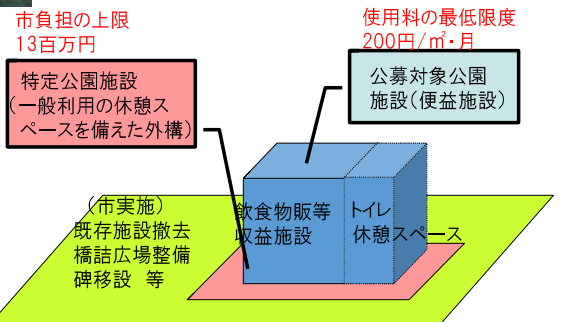 市負担の上限
13百万円
使用料の最低限度
200円/㎡・月
特定公園施設
(一般利用の休憩ス
ペースを備えた外構)
公募対象公園
施設(便益施設)
(市実施)
既存施設撤去
橋詰広場整備
碑移設 等
飲食物販等
収益施設
トイレ
休憩スペース